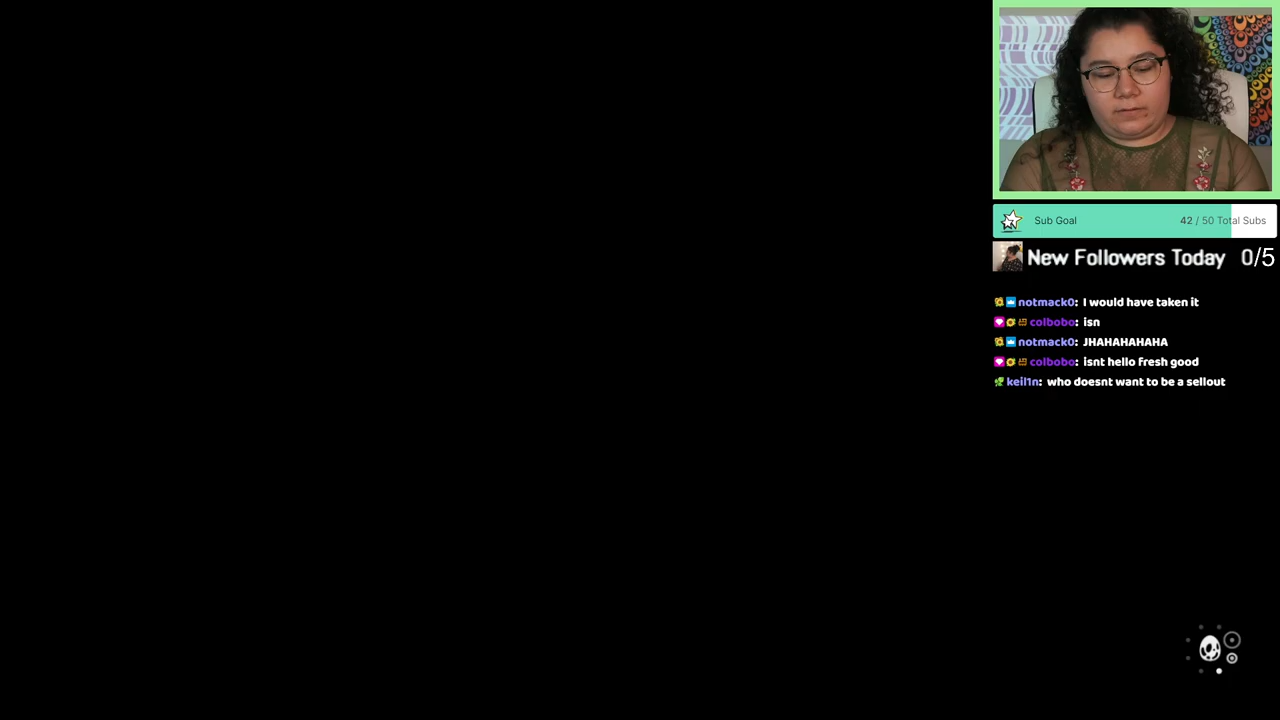 Sub Goal 42 / 50 Total Subs
New Followers Today 0/5
notmack0: I would have taken it
colbobo: isn
notmack0: JHAHAHAHAHA
colbobo: isnt hello fresh good
keil1n: who doesnt want to be a sellout